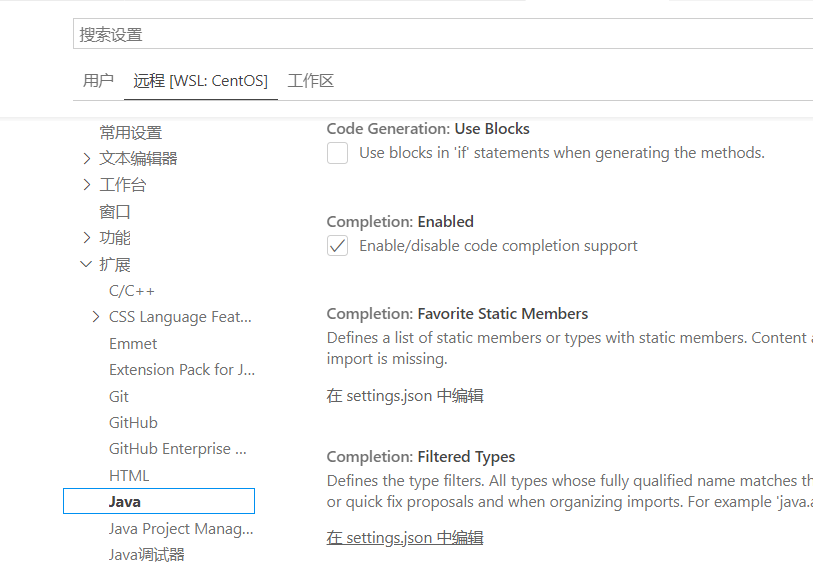 搜索设置
用户 远程 [WSL: CentOS] 工作区
常用设置
文本编辑器
工作台
窗口
功能
扩展
C/C++
CSS Language Feat...
Emmet
Extension Pack for J...
Git
GitHub
GitHub Enterprise ...
HTML
Java
Java Project Manag...
Java调试器
Code Generation: Use Blocks
Use blocks in 'if' statements when generating the methods.
Completion: Enabled
Enable/disable code completion support
Completion: Favorite Static Members
Defines a list of static members or types with static members. Content
import is missing.
在 settings.json 中编辑
Completion: Filtered Types
Defines the type filters. All types whose fully qualified name matches
or quick fix proposals and when organizing imports. For example 'java.a
在 settings.json 中编辑